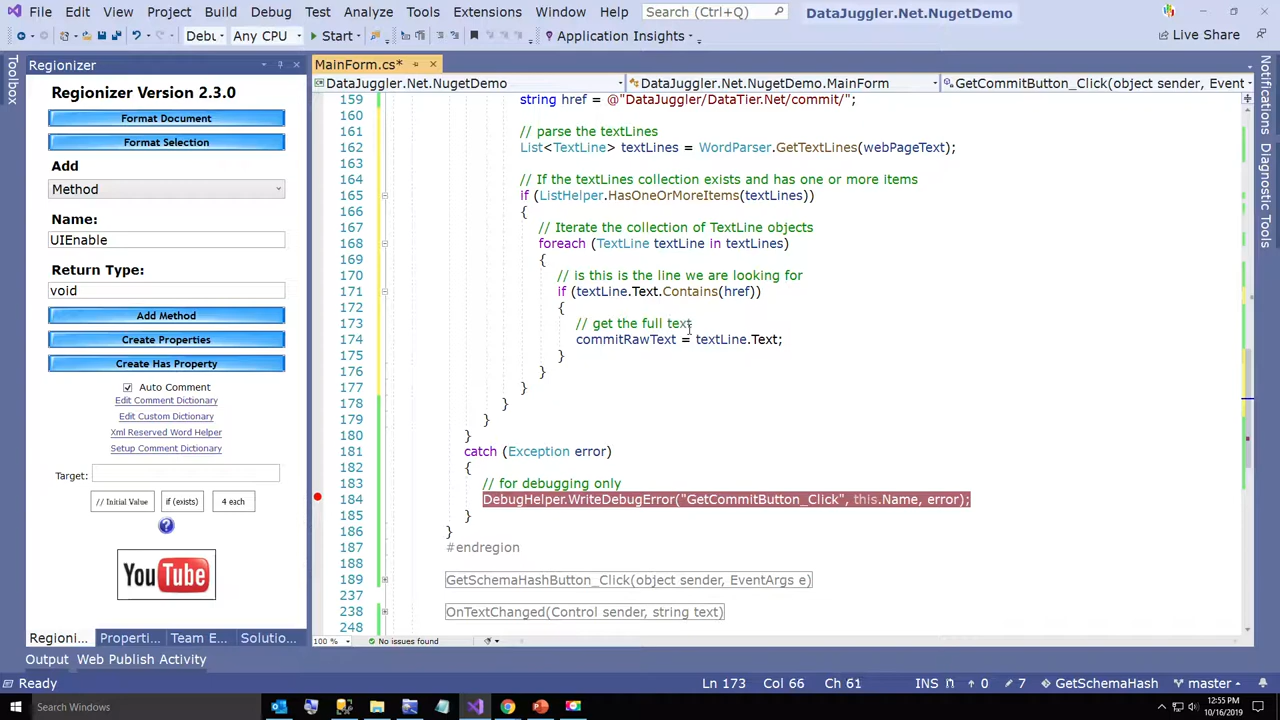 File Edit View Project Build Debug Test Analyze Tools Extensions Window Help Search (Ctrl+Q) DataJuggler.Net.NugetDemo
Debu Any CPU Start Application Insights Live Share
Toolbox
Regionizer
Regionizer Version 2.3.0
Format Document
Format Selection
Add
Method
Name:
UIEnable
Return Type:
void
Add Method
Create Properties
Create Has Property
Auto Comment
Edit Comment Dictionary
Edit Custom Dictionary
Xml Reserved Word Helper
Setup Comment Dictionary
Target:
// Initial Value if (exists) 4 each
?
YouTube
Regioni... Properti... Team E... Solutio...
MainForm.cs*
DataJuggler.Net.NugetDemo DataJuggler.Net.NugetDemo.MainForm GetCommitButton_Click(object sender, Event
159 string href = @"DataJuggler/DataTier.Net/commit/";
160
161 // parse the textLines
162 List<TextLine> textLines = WordParser.GetTextLines(webPageText);
163
164 // If the textLines collection exists and has one or more items
165 if (ListHelper.HasOneOrMoreItems(textLines))
166 {
167 // Iterate the collection of TextLine objects
168 foreach (TextLine textLine in textLines)
169 {
170 // is this is the line we are looking for
171 if (textLine.Text.Contains(href))
172 {
173 // get the full text
174 commitRawText = textLine.Text;
175 }
176 }
177 }
178 }
179 }
180 }
181 catch (Exception error)
182 {
183 // for debugging only
184 DebugHelper.WriteDebugError("GetCommitButton_Click", this.Name, error);
185 }
186 }
187 #endregion
188
189 GetSchemaHashButton_Click(object sender, EventArgs e)
237
238 OnTextChanged(Control sender, string text)
248
100 % No issues found
Notifications Diagnostic Tools
Output Web Publish Activity
Ready Ln 173 Col 66 Ch 61 INS 0 7 GetSchemaHash master
Search Windows 12:55 PM
10/16/2019